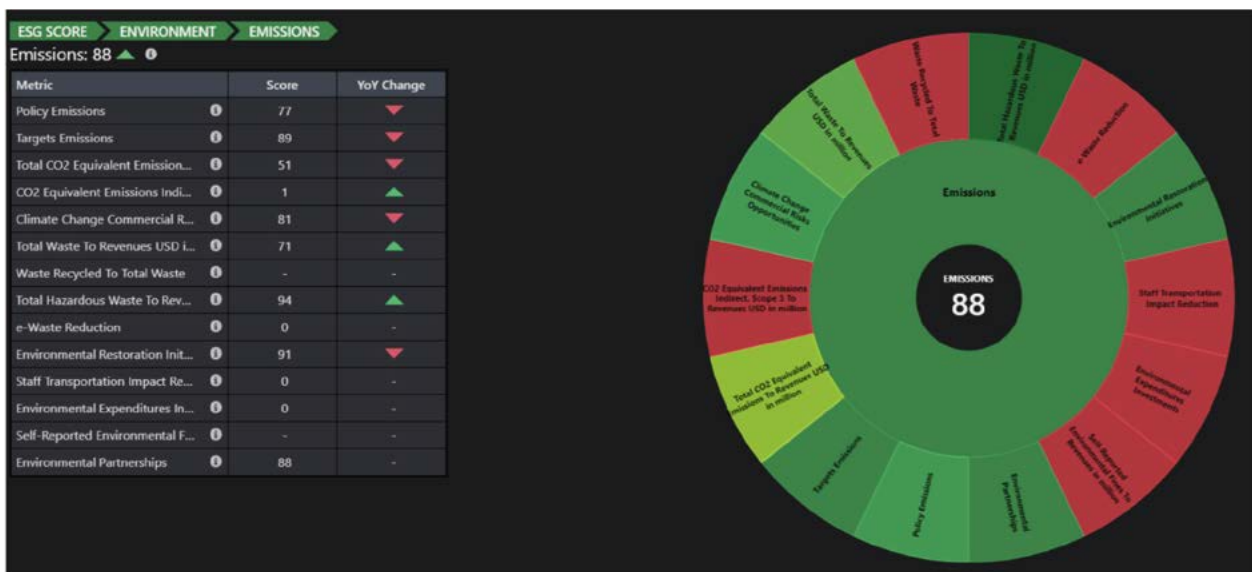 ESG SCORE ENVIRONMENT EMISSIONS
Emissions: 88
Metric Score YoY Change
Policy Emissions 77
Targets Emissions 89
Total CO2 Equivalent Emission... 51
CO2 Equivalent Emissions Indi... 1
Climate Change Commercial R... 81
Total Waste To Revenues USD i... 71
Waste Recycled To Total Waste - -
Total Hazardous Waste To Rev... 94
e-Waste Reduction 0 -
Environmental Restoration Init... 91
Staff Transportation Impact Re... 0 -
Environmental Expenditures In... 0 -
Self-Reported Environmental F... - -
Environmental Partnerships 88 -
Waste Recycled To Total
Waste
Total Hazardous Waste To
Revenues USD in million
e-Waste Reduction
Environmental Restoration
Initiatives
Staff Transportation
Impact Reduction
Environmental
Expenditures
Investments
Self-Reported
Environmental Fines To
Revenues in million
Environmental
Partnerships
Policy Emissions
Targets Emissions
Total CO2 Equivalent
Emissions To Revenues USD
in million
CO2 Equivalent Emissions
Indirect, Scope 3 To
Revenues USD in million
Climate Change
Commercial Risks
Opportunities
Total Waste To Revenues
USD in million
Emissions
EMISSIONS
88